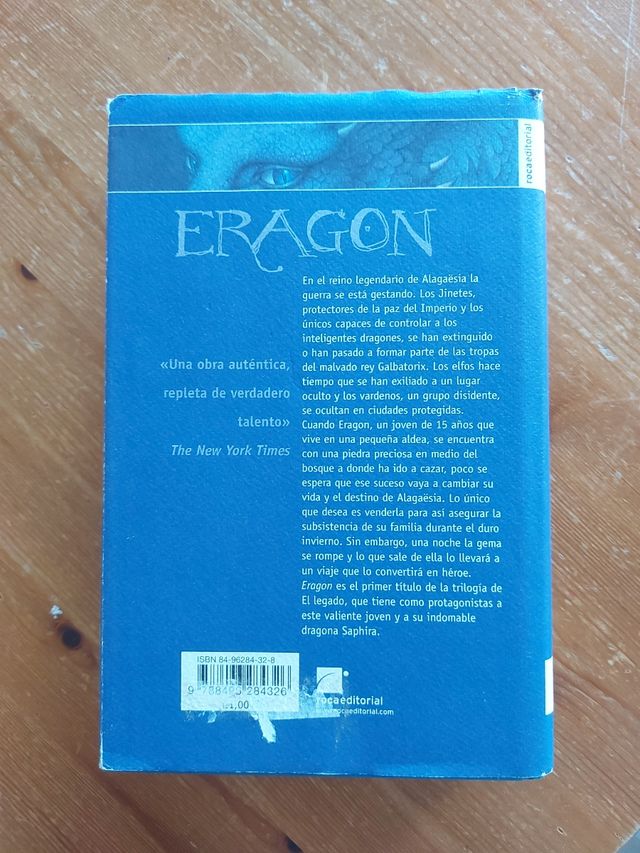 rocaeditorial
ERAGON
En el reino legendario de Alagaësia la
guerra se está gestando. Los Jinetes,
protectores de la paz del Imperio y los
únicos capaces de controlar a los
inteligentes dragones, se han extinguido
o han pasado a formar parte de las tropas
del malvado rey Galbatorix. Los elfos hace
tiempo que se han exiliado a un lugar
oculto y los vardenos, un grupo disidente,
se ocultan en ciudades protegidas.
Cuando Eragon, un joven de 15 años que
vive en una pequeña aldea, se encuentra
con una piedra preciosa en medio del
bosque a donde ha ido a cazar, poco se
espera que ese suceso vaya a cambiar su
vida y el destino de Alagaësia. Lo único
que desea es venderla para así asegurar la
subsistencia de su familia durante el duro
invierno. Sin embargo, una noche la gema
se rompe y lo que sale de ella lo llevará a
un viaje que lo convertirá en héroe.
Eragon es el primer título de la trilogía de
El legado, que tiene como protagonistas a
este valiente joven y a su indomable
dragona Saphira.
«Una obra auténtica,
repleta de verdadero
talento»
The New York Times
ISBN 84-96284-32-8
284326
1,00
rocaeditorial
rocaeditorial.com